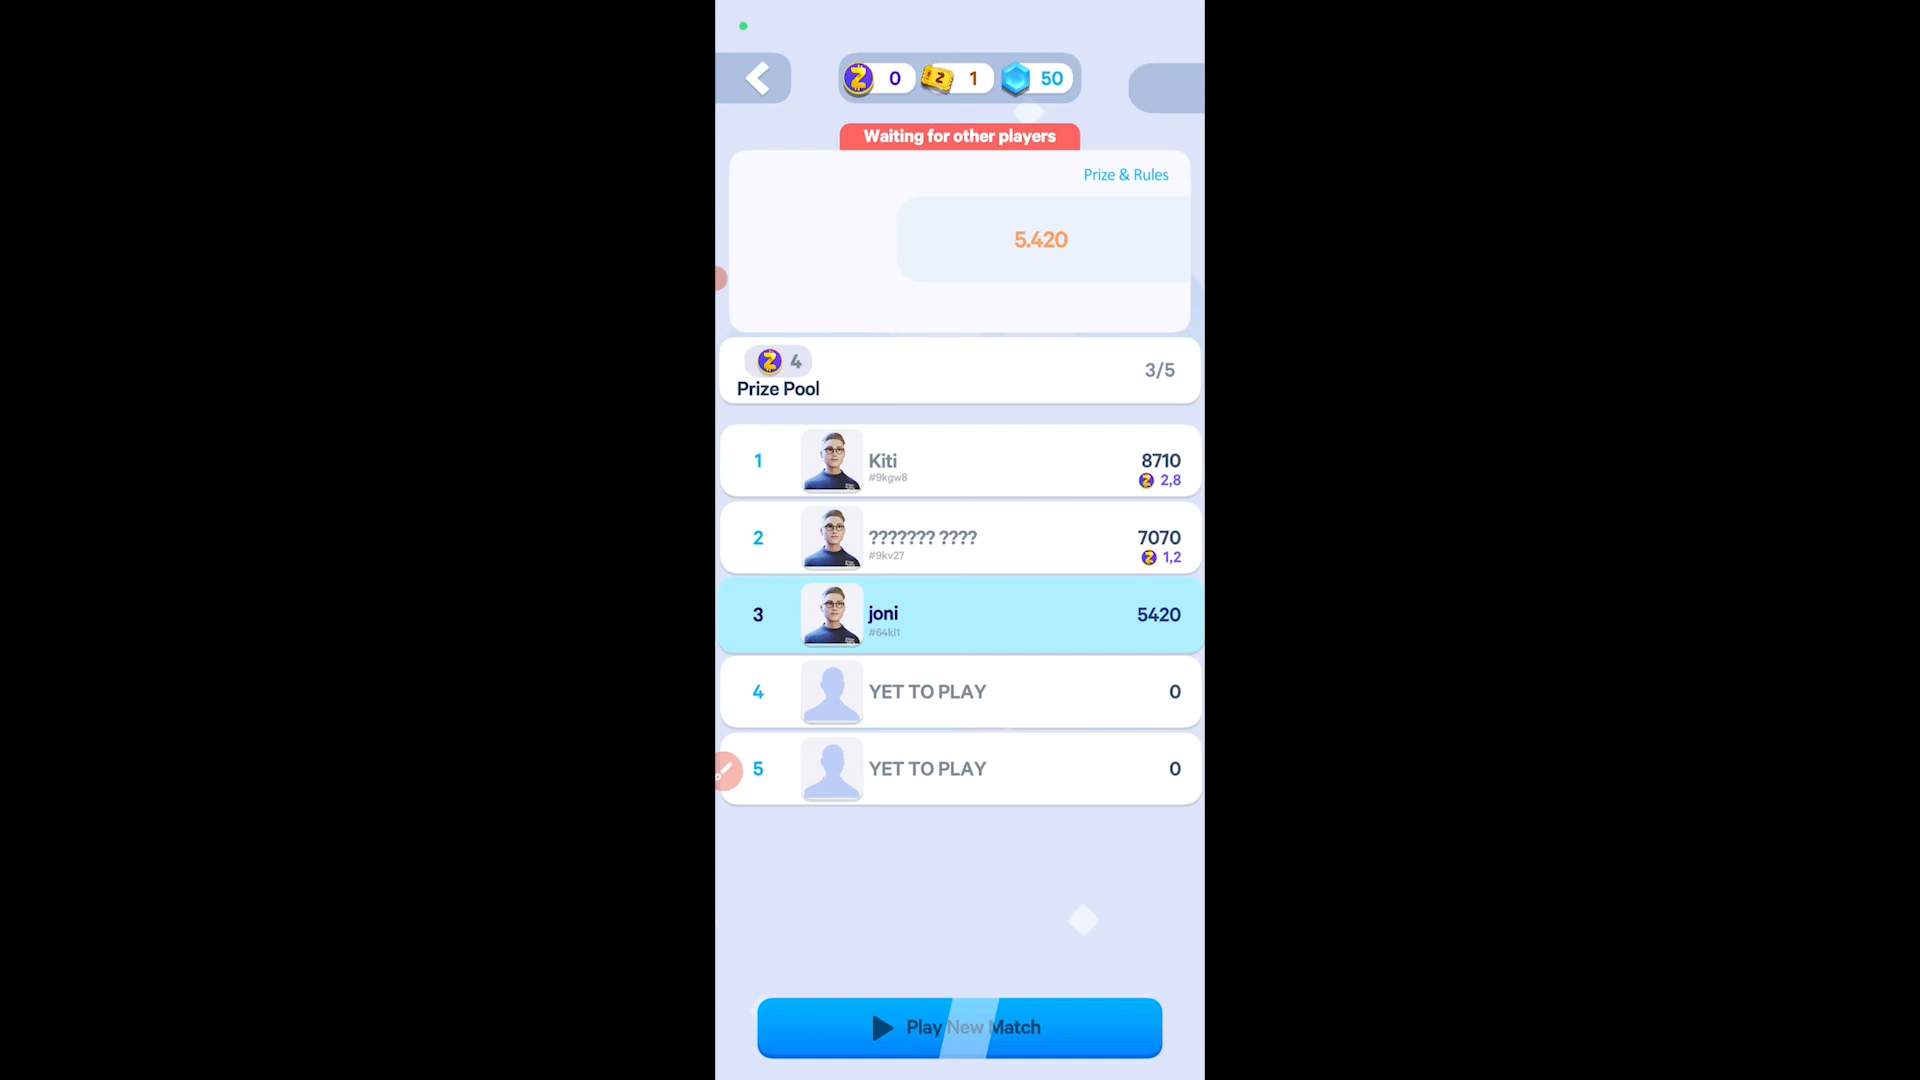 0 1 50
Waiting for other players
Prize & Rules
5.420
4
Prize Pool
3/5
1 Kiti 8710
#9kgw8 2,8
2 ??????? ???? 7070
#9kv27 1,2
3 joni 5420
#64kl1
4 YET TO PLAY 0
5 YET TO PLAY 0
Play New Match